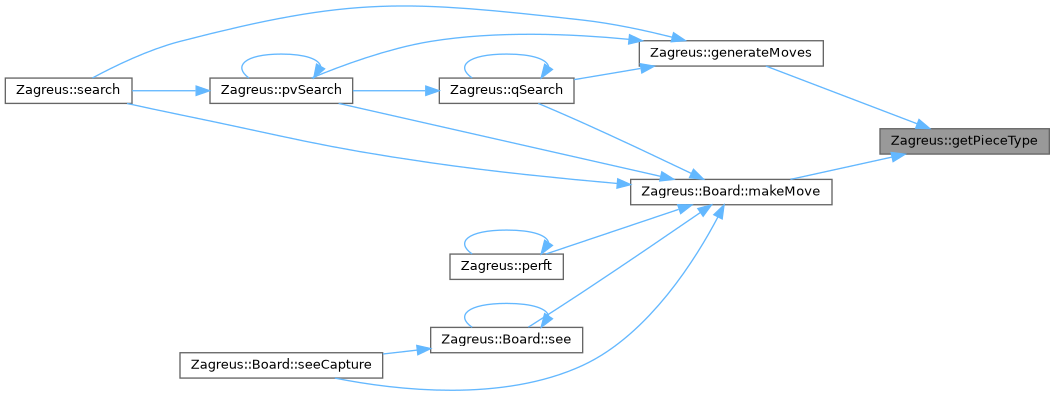 Zagreus::generateMoves
Zagreus::search
Zagreus::pvSearch
Zagreus::qSearch
Zagreus::getPieceType
Zagreus::Board::makeMove
Zagreus::perft
Zagreus::Board::see
Zagreus::Board::seeCapture